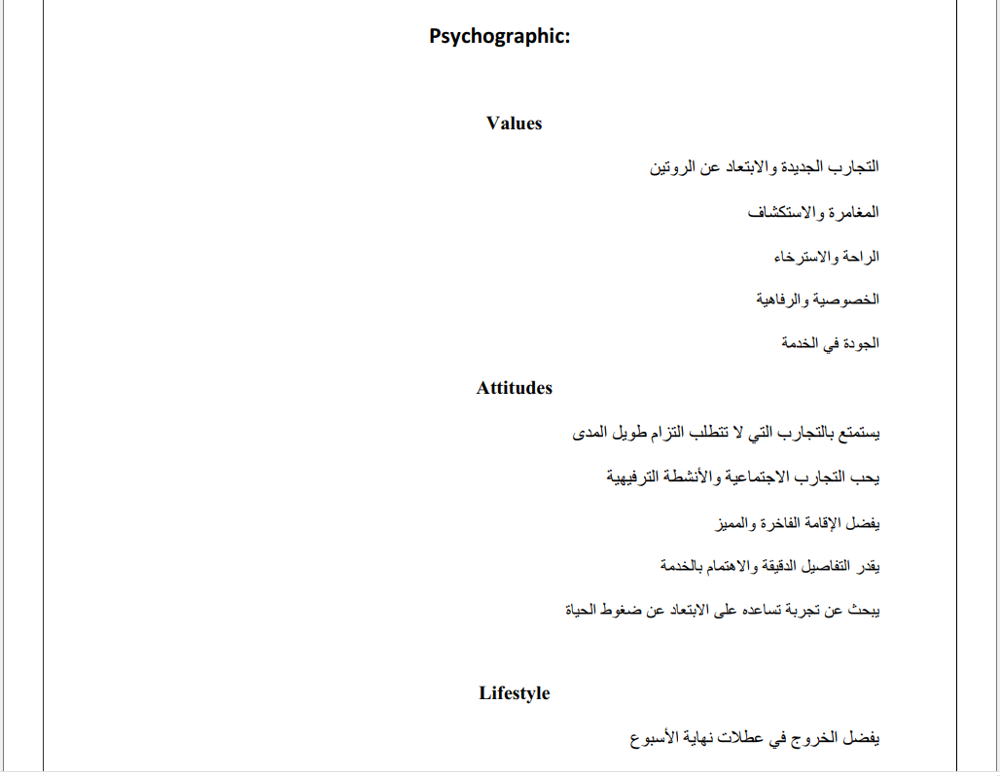 Psychographic:
Values
التجارب الجديدة والابتعاد عن الروتين
المغامرة والاستكشاف
الراحة والاسترخاء
الخصوصية والرفاهية
الجودة في الخدمة
Attitudes
يستمتع بالتجارب التي لا تتطلب التزام طويل المدى
يحب التجارب الاجتماعية والأنشطة الترفيهية
يفضل الإقامة الفاخرة والمميز
يقدر التفاصيل الدقيقة والاهتمام بالخدمة
يبحث عن تجربة تساعده على الابتعاد عن ضغوط الحياة
Lifestyle
يفضل الخروج في عطلات نهاية الأسبوع